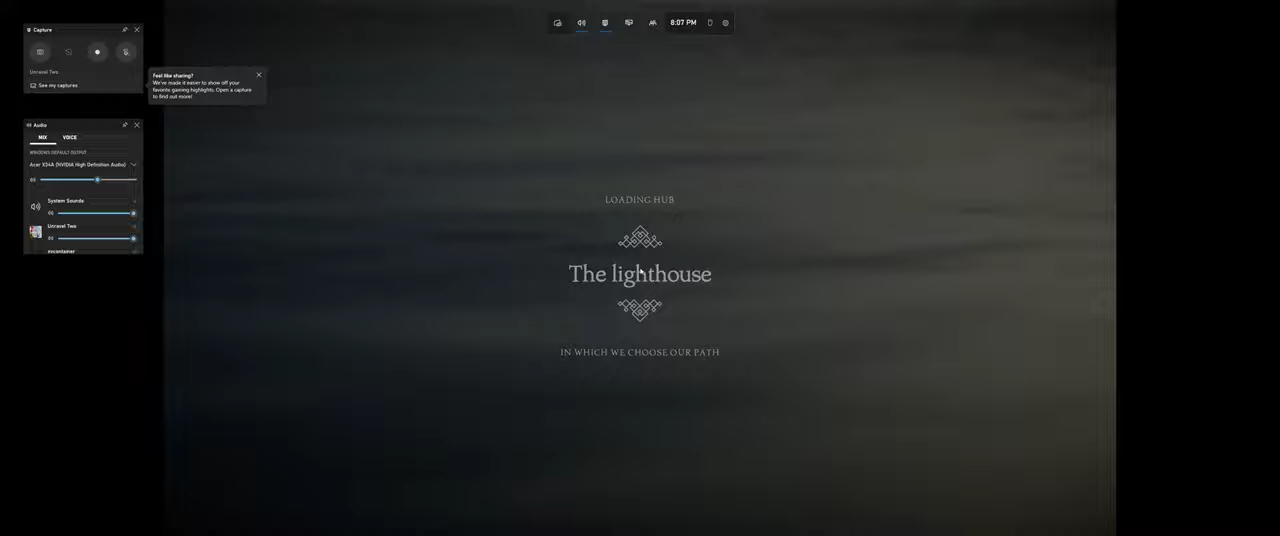 8:07 PM
Capture
Unravel Two
See my captures
Feel like sharing?
We've made it easier to show off your
favorite gaming highlights. Open a capture
to find out more!
Audio
MIX VOICE
WINDOWS DEFAULT OUTPUT
Acer X34A (NVIDIA High Definition Audio)
System Sounds
Unravel Two
nvcontainer
LOADING HUB
The lighthouse
IN WHICH WE CHOOSE OUR PATH